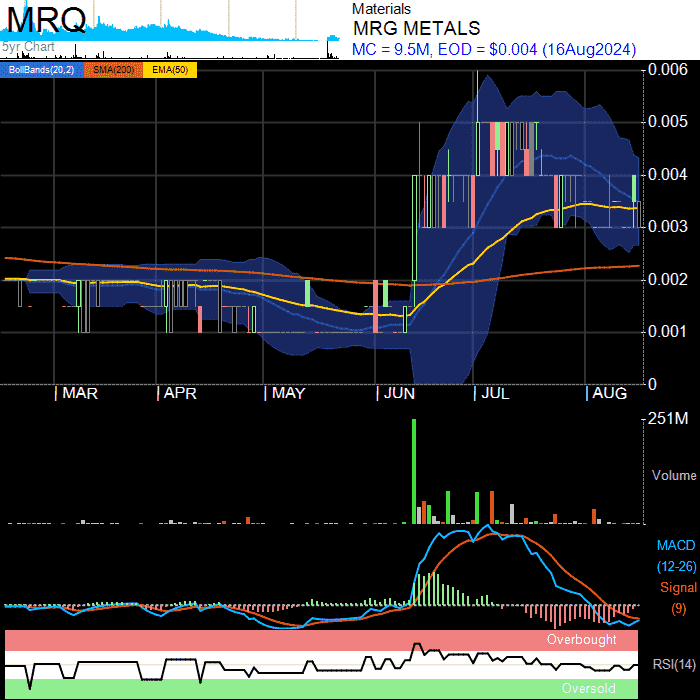 MRQ
5yr Chart
Materials
MRG METALS
MC = 9.5M, EOD = $0.004 (16Aug2024)
BollBands(20,2) SMA(200) EMA(50)
0.006
0.005
0.004
0.003
0.002
0.001
0
MAR APR MAY JUN JUL AUG
251M
Volume
MACD
(12-26)
Signal
(9)
Overbought
RSI(14)
Oversold